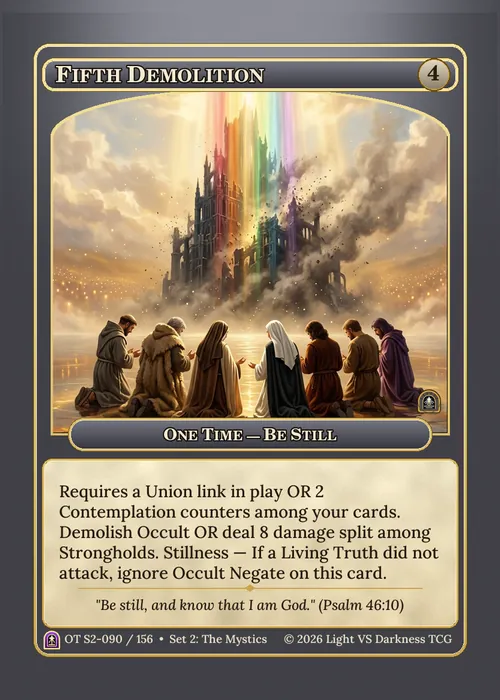 FIFTH DEMOLITION
4
ONE TIME — BE STILL
Requires a Union link in play OR 2
Contemplation counters among your cards.
Demolish Occult OR deal 8 damage split among
Strongholds. Stillness — If a Living Truth did not
attack, ignore Occult Negate on this card.
"Be still, and know that I am God." (Psalm 46:10)
OT S2-090 / 156 • Set 2: The Mystics © 2026 Light VS Darkness TCG